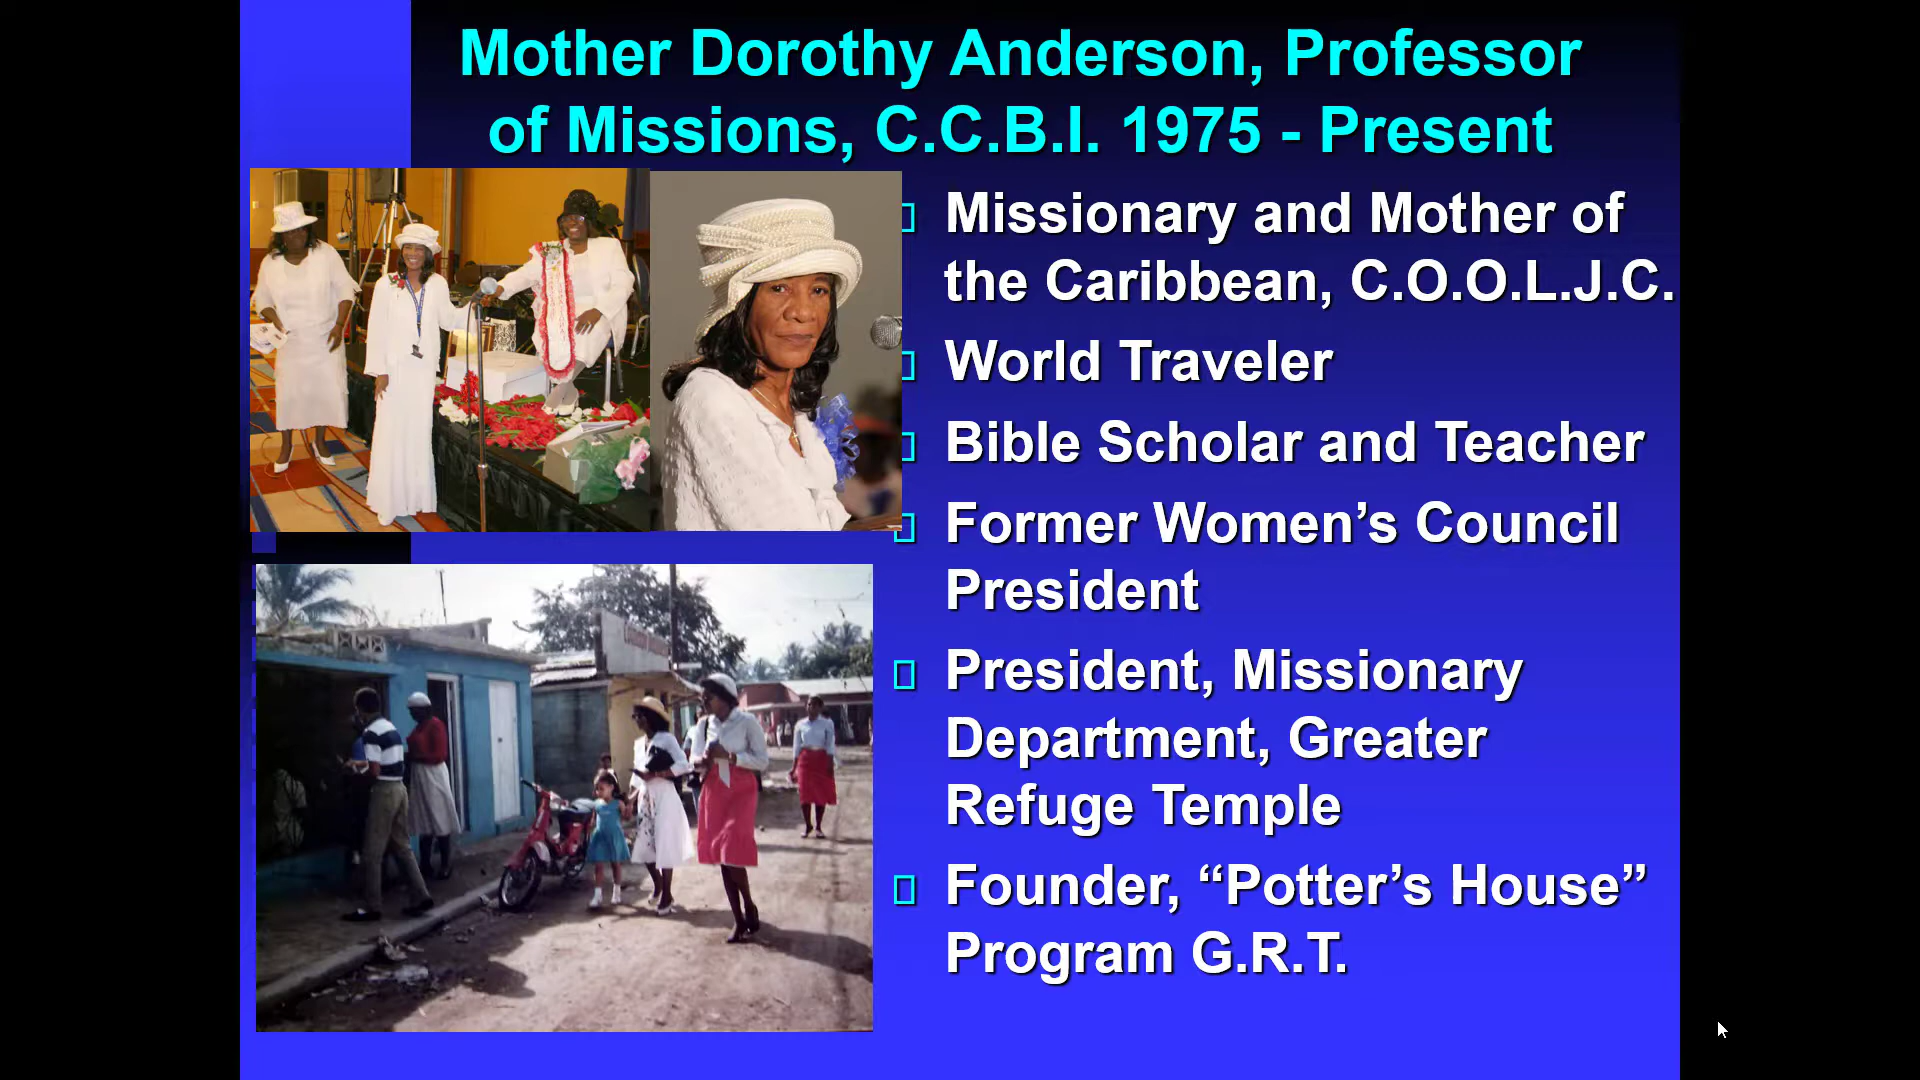 Mother Dorothy Anderson, Professor
of Missions, C.C.B.I. 1975 - Present
Missionary and Mother of
the Caribbean, C.O.O.L.J.C.
World Traveler
Bible Scholar and Teacher
Former Women’s Council
President
President, Missionary
Department, Greater
Refuge Temple
Founder, “Potter’s House”
Program G.R.T.